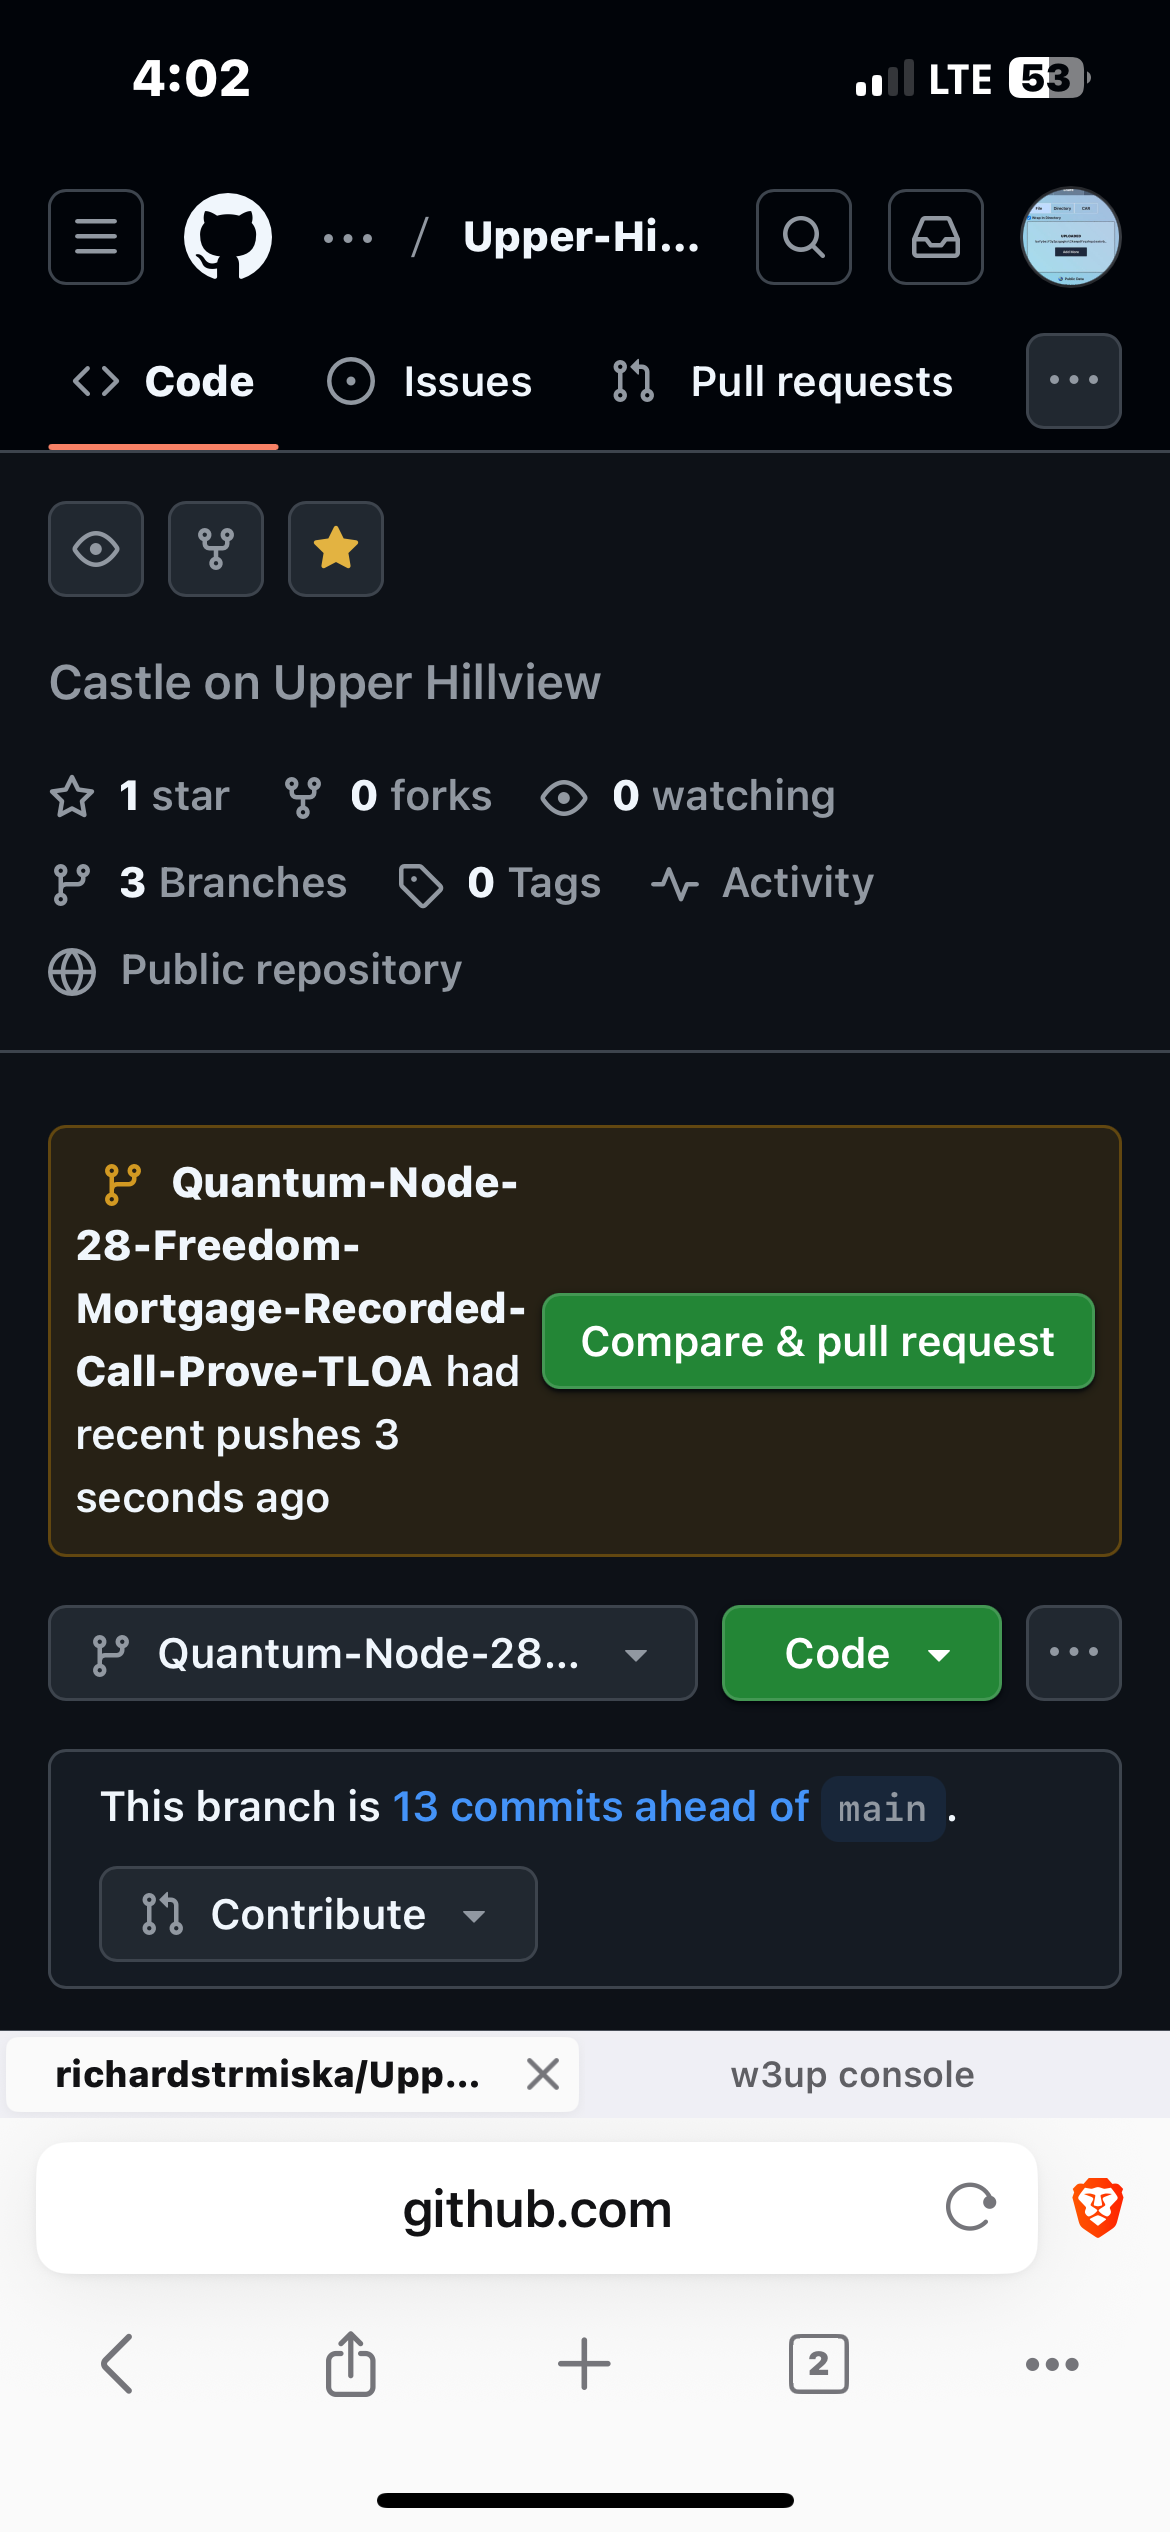 4:02
LTE 53
/ Upper-Hi...
Code Issues Pull requests
Castle on Upper Hillview
1 star 0 forks 0 watching
3 Branches 0 Tags Activity
Public repository
Quantum-Node-
28-Freedom-
Mortgage-Recorded-
Call-Prove-TLOA had
recent pushes 3
seconds ago
Compare & pull request
Quantum-Node-28... Code
This branch is 13 commits ahead of main.
Contribute
richardstrmiska/Upp... w3up console
github.com
2